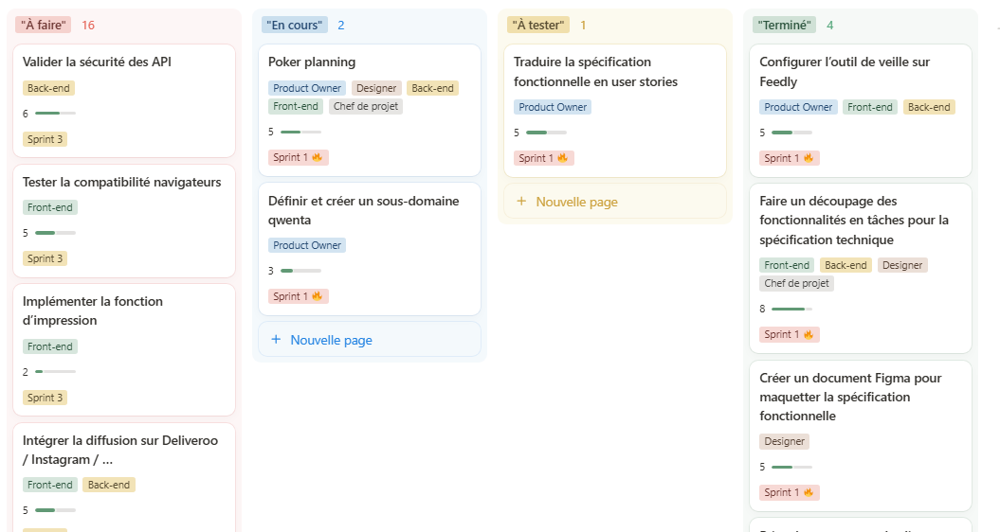 "À faire" 16
Valider la sécurité des API
Back-end
6
Sprint 3
Tester la compatibilité navigateurs
Front-end
5
Sprint 3
Implémenter la fonction
d'impression
Front-end
2
Sprint 3
Intégrer la diffusion sur Deliveroo
/ Instagram / ...
Front-end Back-end
5
"En cours" 2
Poker planning
Product Owner Designer Back-end
Front-end Chef de projet
5
Sprint 1 🔥
Définir et créer un sous-domaine
qwenta
Product Owner
3
Sprint 1 🔥
+ Nouvelle page
"À tester" 1
Traduire la spécification
fonctionnelle en user stories
Product Owner
5
Sprint 1 🔥
+ Nouvelle page
"Terminé" 4
Configurer l'outil de veille sur
Feedly
Product Owner Front-end Back-end
5
Sprint 1 🔥
Faire un découpage des
fonctionnalités en tâches pour la
spécification technique
Front-end Back-end Designer
Chef de projet
8
Sprint 1 🔥
Créer un document Figma pour
maquetter la spécification
fonctionnelle
Designer
5
Sprint 1 🔥